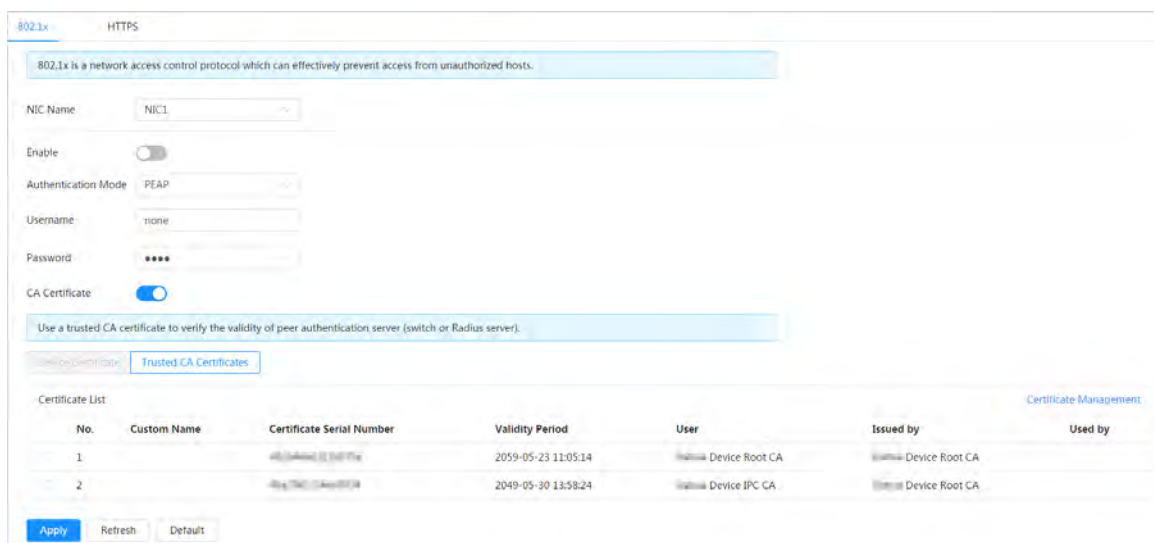 802.1x HTTPS
802.1x is a network access control protocol which can effectively prevent access from unauthorized hosts.
NIC Name NIC1
Enable
Authentication Mode PEAP
Username none
Password ••••
CA Certificate
Use a trusted CA certificate to verify the validity of peer authentication server (switch or Radius server).
Trusted CA Certificates
Certificate List Certificate Management
No. Custom Name Certificate Serial Number Validity Period User Issued by Used by
1 2059-05-23 11:05:14 Device Root CA Device Root CA
2 2049-05-30 13:58:24 Device IPC CA Device Root CA
Apply Refresh Default